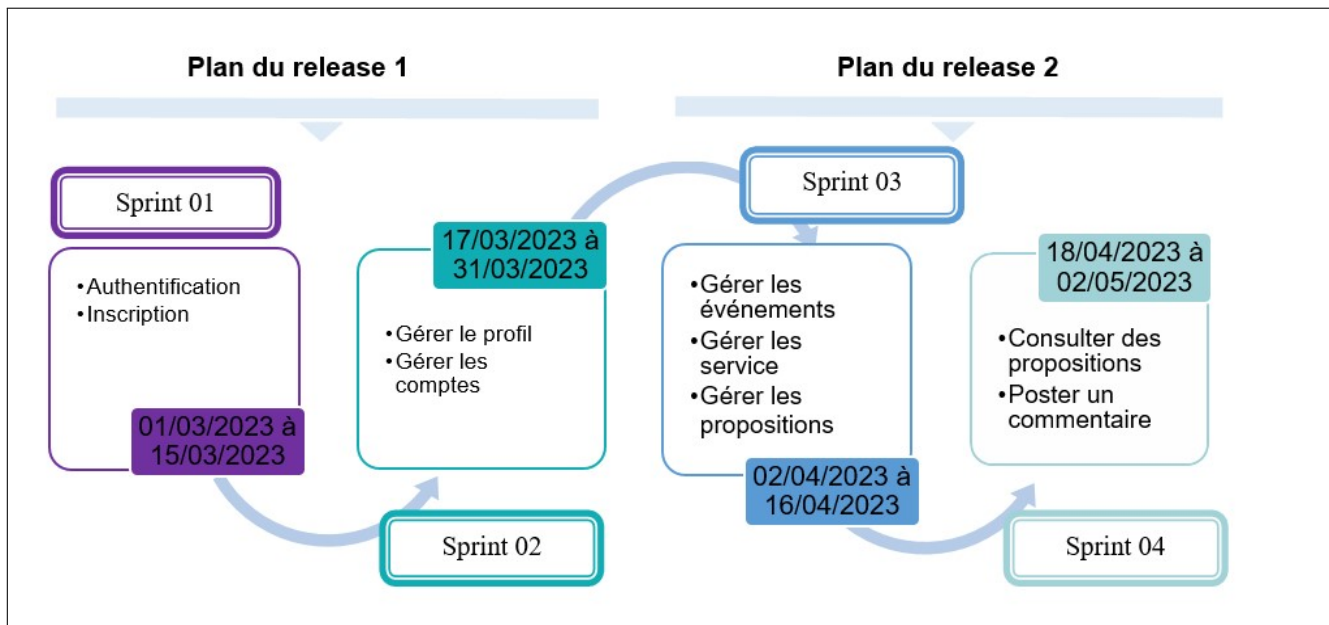 Plan du release 1
Plan du release 2
Sprint 01
•Authentification
•Inscription
01/03/2023 à
15/03/2023
17/03/2023 à
31/03/2023
•Gérer le profil
•Gérer les
comptes
Sprint 02
Sprint 03
•Gérer les
événements
•Gérer les
service
•Gérer les
propositions
02/04/2023 à
16/04/2023
18/04/2023 à
02/05/2023
•Consulter des
propositions
•Poster un
commentaire
Sprint 04